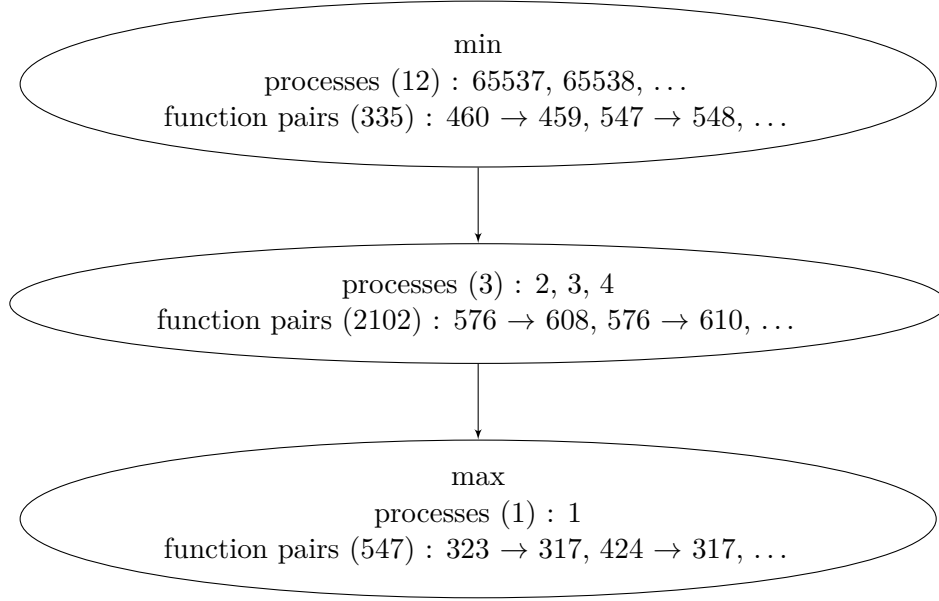 min
processes (12) : 65537, 65538, …
function pairs (335) : 460 → 459, 547 → 548, …
processes (3) : 2, 3, 4
function pairs (2102) : 576 → 608, 576 → 610, …
max
processes (1) : 1
function pairs (547) : 323 → 317, 424 → 317, …